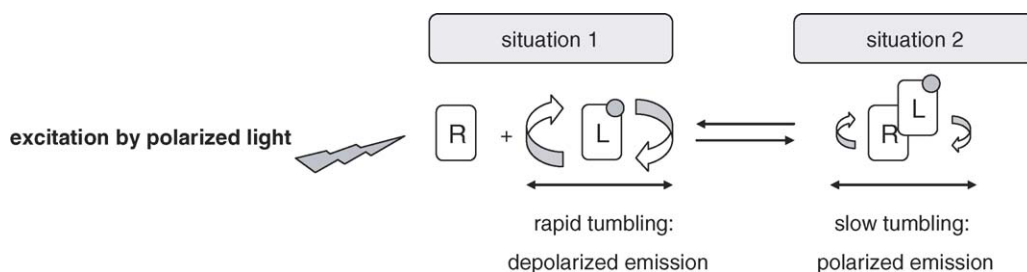 situation 1
situation 2
excitation by polarized light
R + L
R L
rapid tumbling:
depolarized emission
slow tumbling:
polarized emission